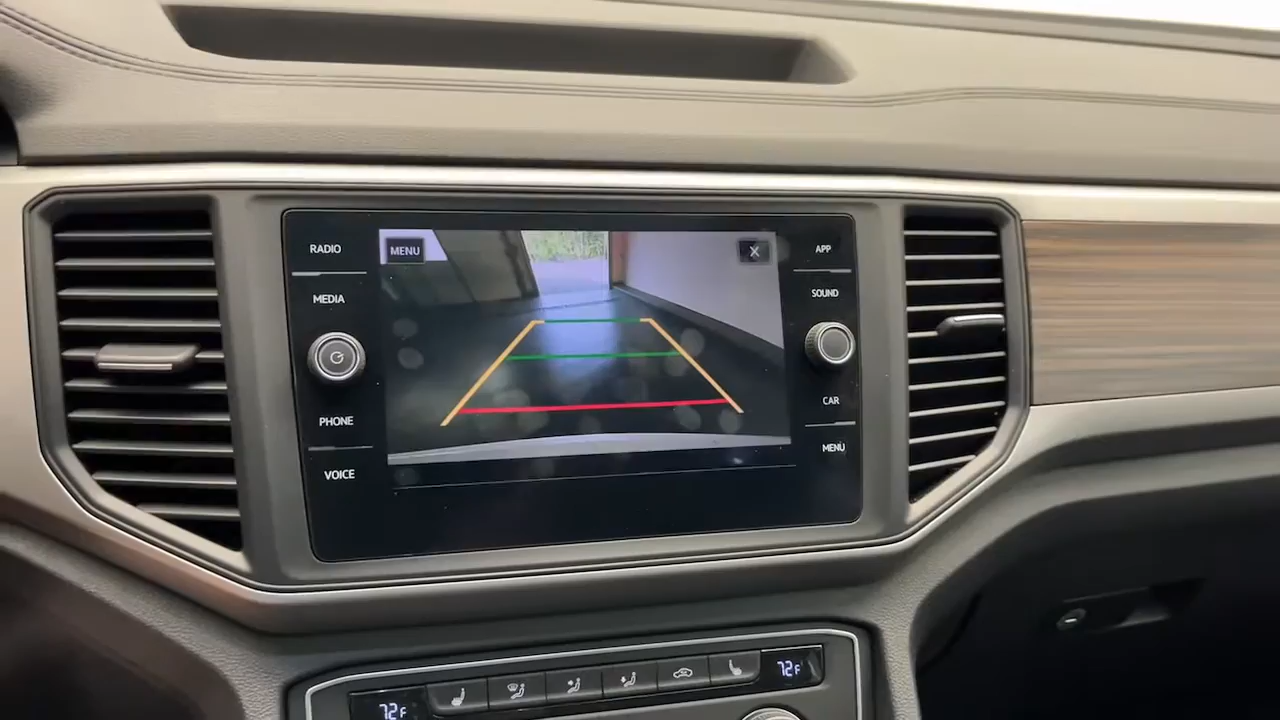 RADIO
MEDIA
PHONE
VOICE
MENU
X
APP
SOUND
CAR
MENU
72F
72F